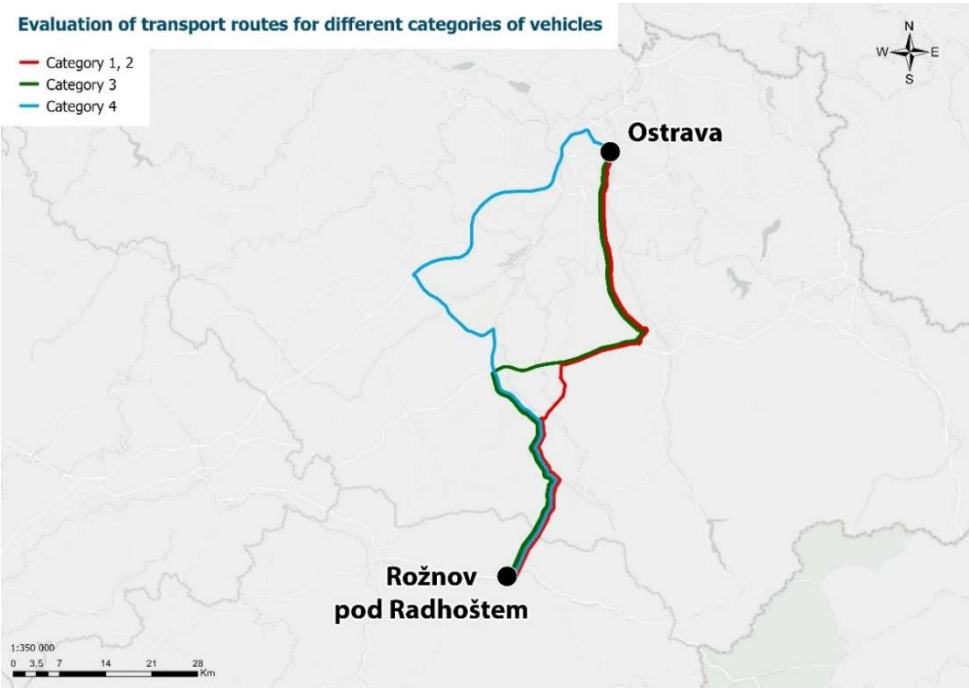 Evaluation of transport routes for different categories of vehicles
Category 1, 2
Category 3
Category 4
N
W E
S
Ostrava
Rožnov
pod Radhoštem
1:350 000
0 3,5 7 14 21 28
Km